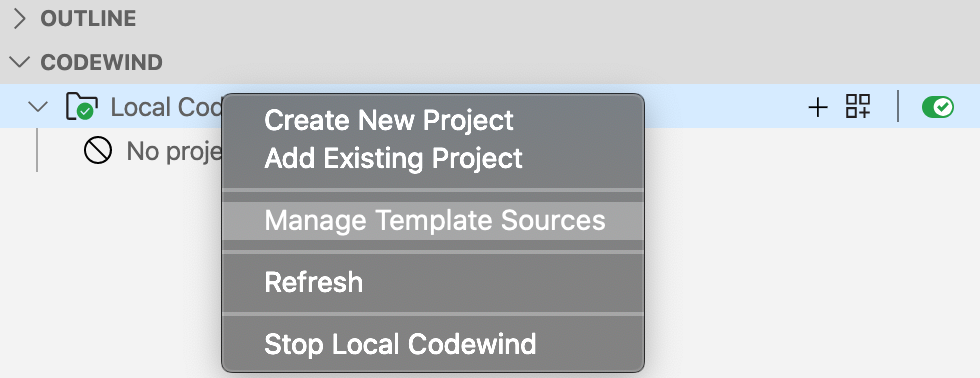 OUTLINE
CODEWIND
Local Cod
No proje
Create New Project
Add Existing Project
Manage Template Sources
Refresh
Stop Local Codewind